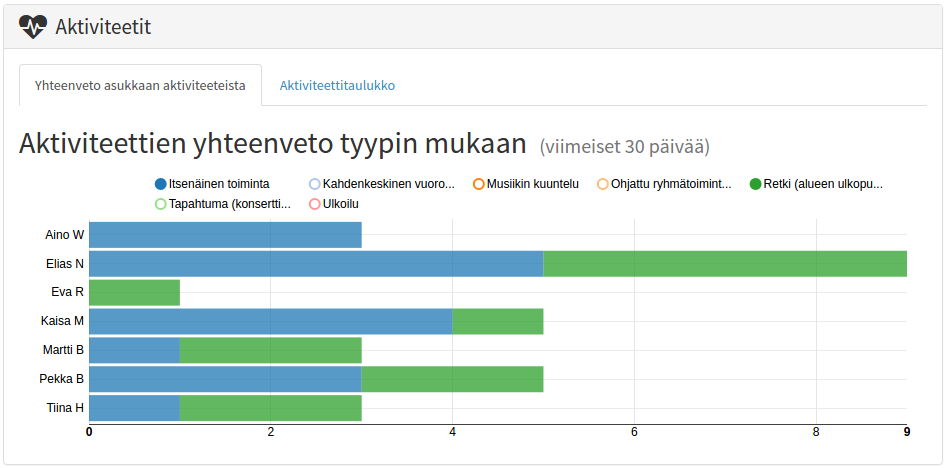 Aktiviteetit
Yhteenveto asukkaan aktiviteeteista Aktiviteettitaulukko
Aktiviteettien yhteenveto tyypin mukaan (viimeiset 30 päivää)
Itsenäinen toiminta Kahdenkeskinen vuoro... Musiikin kuuntelu Ohjattu ryhmätoimint... Retki (alueen ulkopu...
Tapahtuma (konsertti... Ulkoilu
Aino W
Elias N
Eva R
Kaisa M
Martti B
Pekka B
Tiina H
0 2 4 6 8 9